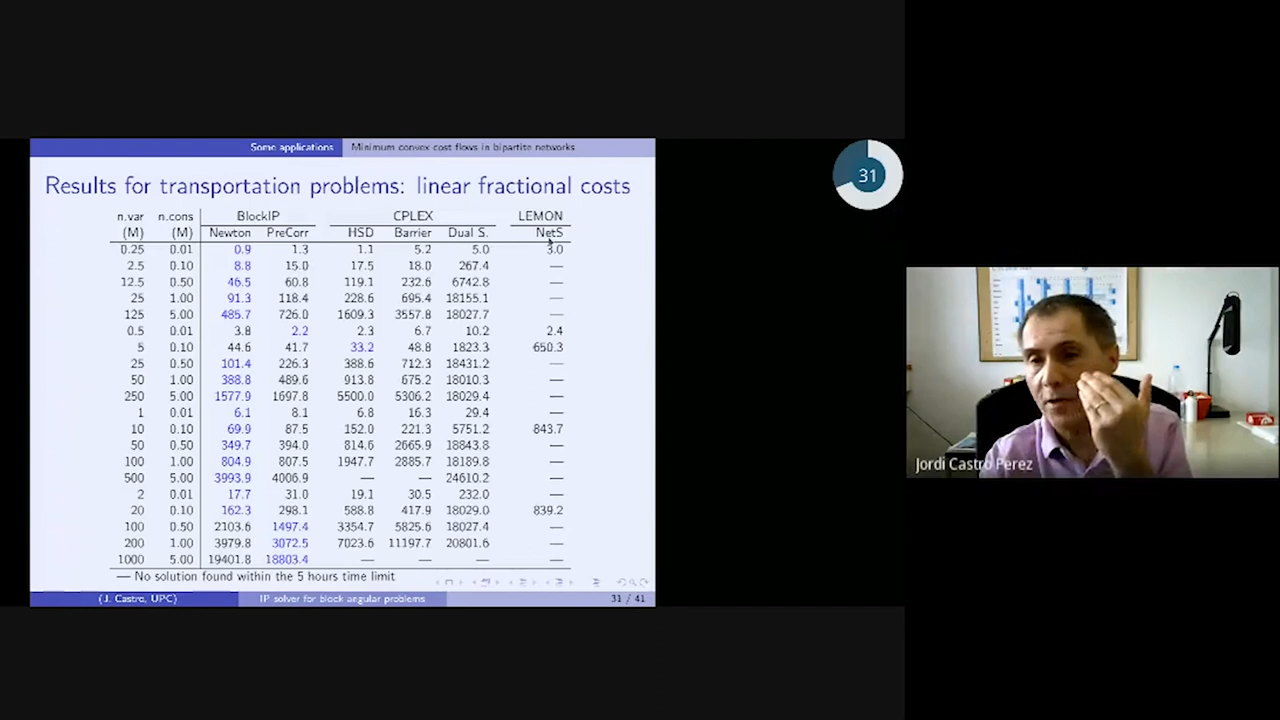 Some applications Minimum convex cost flows in bipartite networks
Results for transportation problems: linear fractional costs
n.var n.cons BlockIP CPLEX LEMON
(M) (M) Newton PreCorr HSD Barrier Dual S. NetS
0.25 0.01 0.9 1.3 1.1 5.2 5.0 3.0
2.5 0.10 8.8 15.0 17.5 18.0 267.4 —
12.5 0.50 46.5 60.8 119.1 232.6 6742.8 —
25 1.00 91.3 118.4 228.6 695.4 18155.1 —
125 5.00 485.7 726.0 1609.3 3557.8 18027.7 —
0.5 0.01 3.8 2.2 2.3 6.7 10.2 2.4
5 0.10 44.6 41.7 33.2 48.8 1823.3 650.3
25 0.50 101.4 226.3 388.6 712.3 18431.2 —
50 1.00 388.8 489.6 913.8 675.2 18010.3 —
250 5.00 1577.9 1697.8 5500.0 5306.2 18029.4 —
1 0.01 6.1 8.1 6.8 16.3 29.4 —
10 0.10 69.9 87.5 152.0 221.3 5751.2 843.7
50 0.50 349.7 394.0 814.6 2665.9 18843.8 —
100 1.00 804.9 807.5 1947.7 2885.7 18189.8 —
500 5.00 3993.9 4006.9 — — 24610.2 —
2 0.01 17.7 31.0 19.1 30.5 232.0 —
20 0.10 162.3 298.1 588.8 417.9 18029.0 839.2
100 0.50 2103.6 1497.4 3354.7 5825.6 18027.4 —
200 1.00 3979.8 3072.5 7023.6 11197.7 20801.6 —
1000 5.00 19401.8 18803.4 — — — —
— No solution found within the 5 hours time limit
(J. Castro, UPC) IP solver for block angular problems 31 / 41
31
Jordi Castro Perez